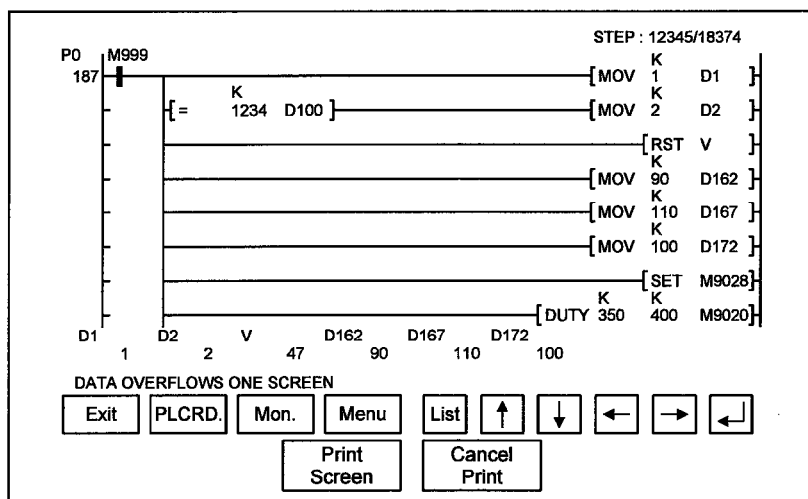 STEP : 12345/18374
P0 M999 K
187 [ MOV 1 D1 ]
K K
[ = 1234 D100 ] [ MOV 2 D2 ]
[ RST V ]
K
[ MOV 90 D162 ]
K
[ MOV 110 D167 ]
K
[ MOV 100 D172 ]
[ SET M9028 ]
K K
[ DUTY 350 400 M9020 ]
D1 D2 V D162 D167 D172
1 2 47 90 110 100
DATA OVERFLOWS ONE SCREEN
Exit PLCRD. Mon. Menu List ↑ ↓ ← → ↵
Print Cancel
Screen Print